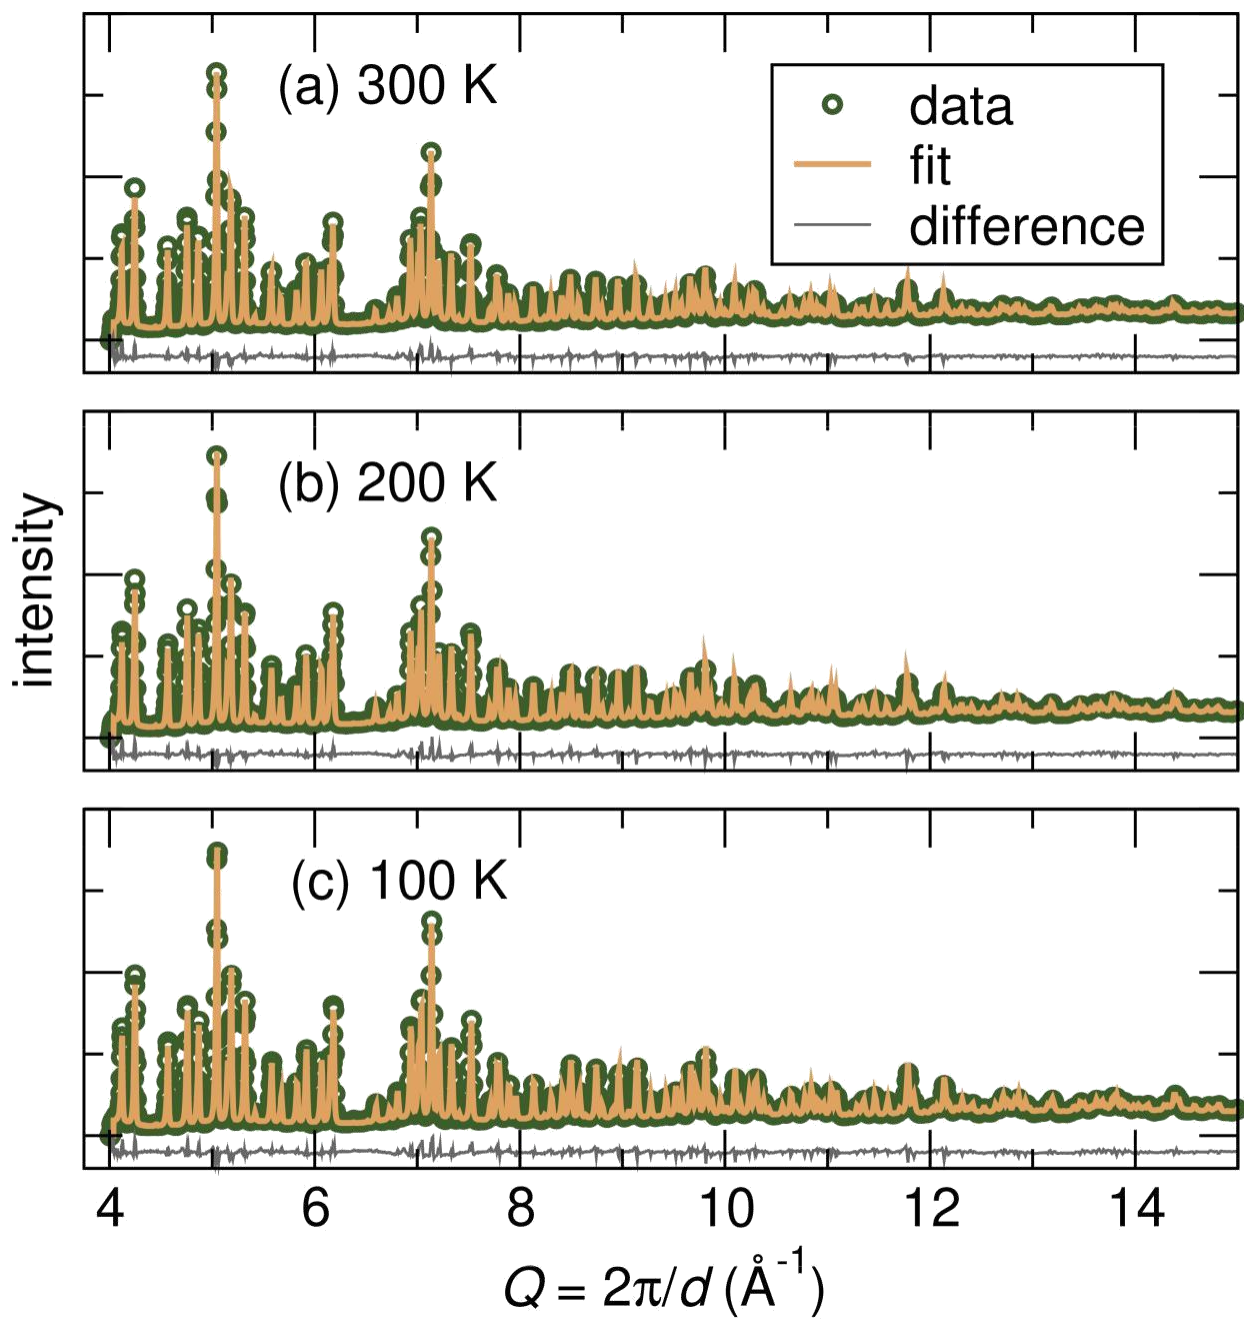 (a) 300 K
data
fit
difference
(b) 200 K
intensity
(c) 100 K
4 6 8 10 12 14
Q = 2π/d (Å⁻¹)